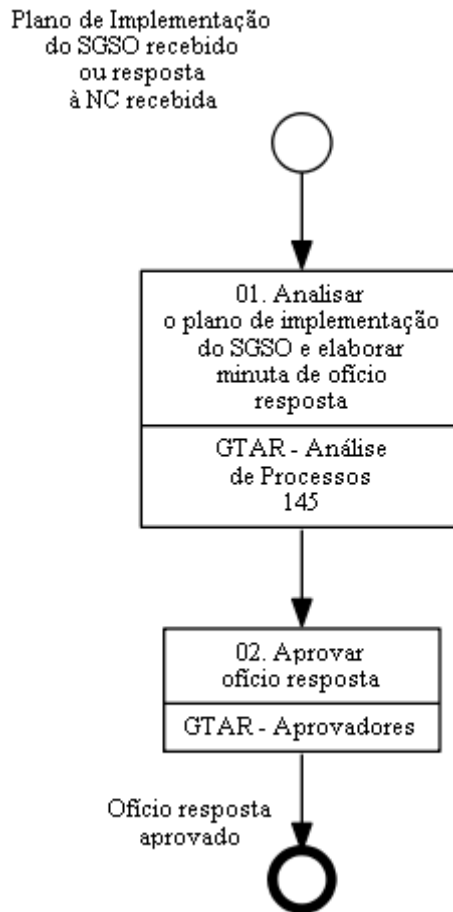 Plano de Implementação
do SGSO recebido
ou resposta
à NC recebida
01. Analisar
o plano de implementação
do SGSO e elaborar
minuta de ofício
resposta
GTAR - Análise
de Processos
145
02. Aprovar
ofício resposta
GTAR - Aprovadores
Ofício resposta
aprovado